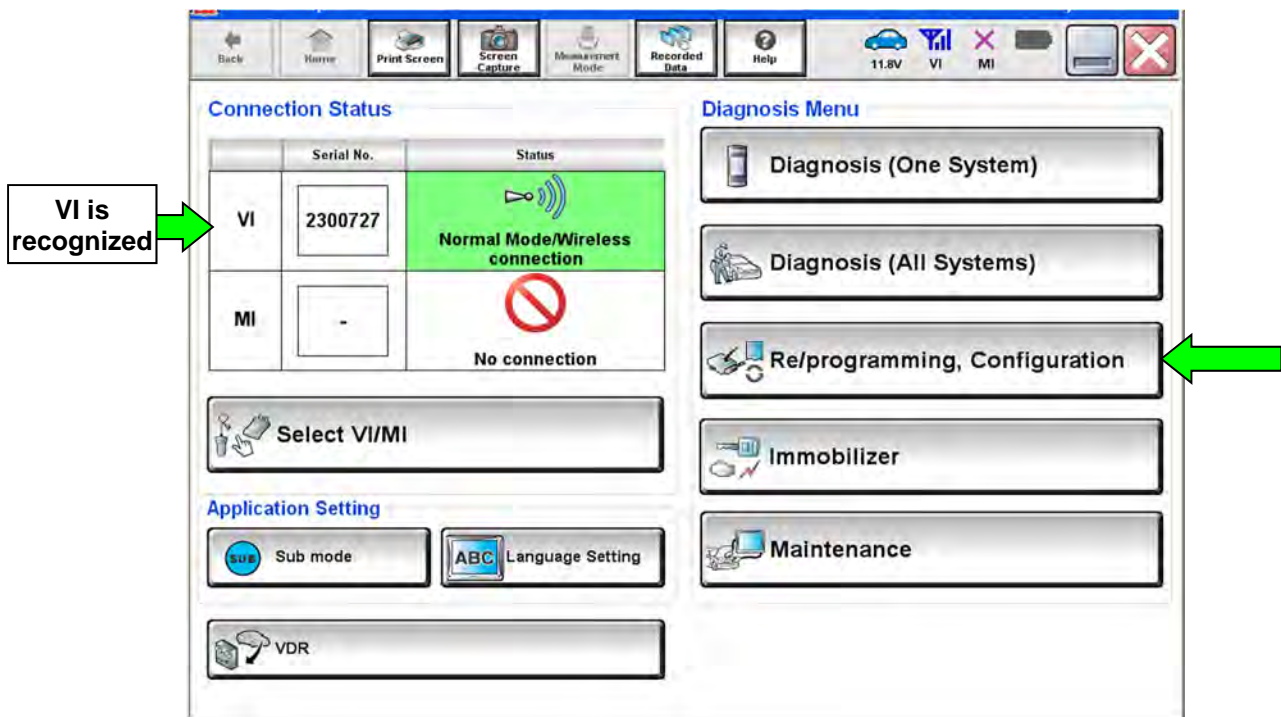 Back
Home
Print Screen
Screen
Capture
Measurement
Mode
Recorded
Data
Help
11.8V
VI
MI
Connection Status
Serial No.
Status
VI is
recognized
VI
2300727
Normal Mode/Wireless
connection
MI
-
No connection
Select VI/MI
Application Setting
SUB
Sub mode
ABC
Language Setting
VDR
Diagnosis Menu
Diagnosis (One System)
Diagnosis (All Systems)
Re/programming, Configuration
Immobilizer
Maintenance